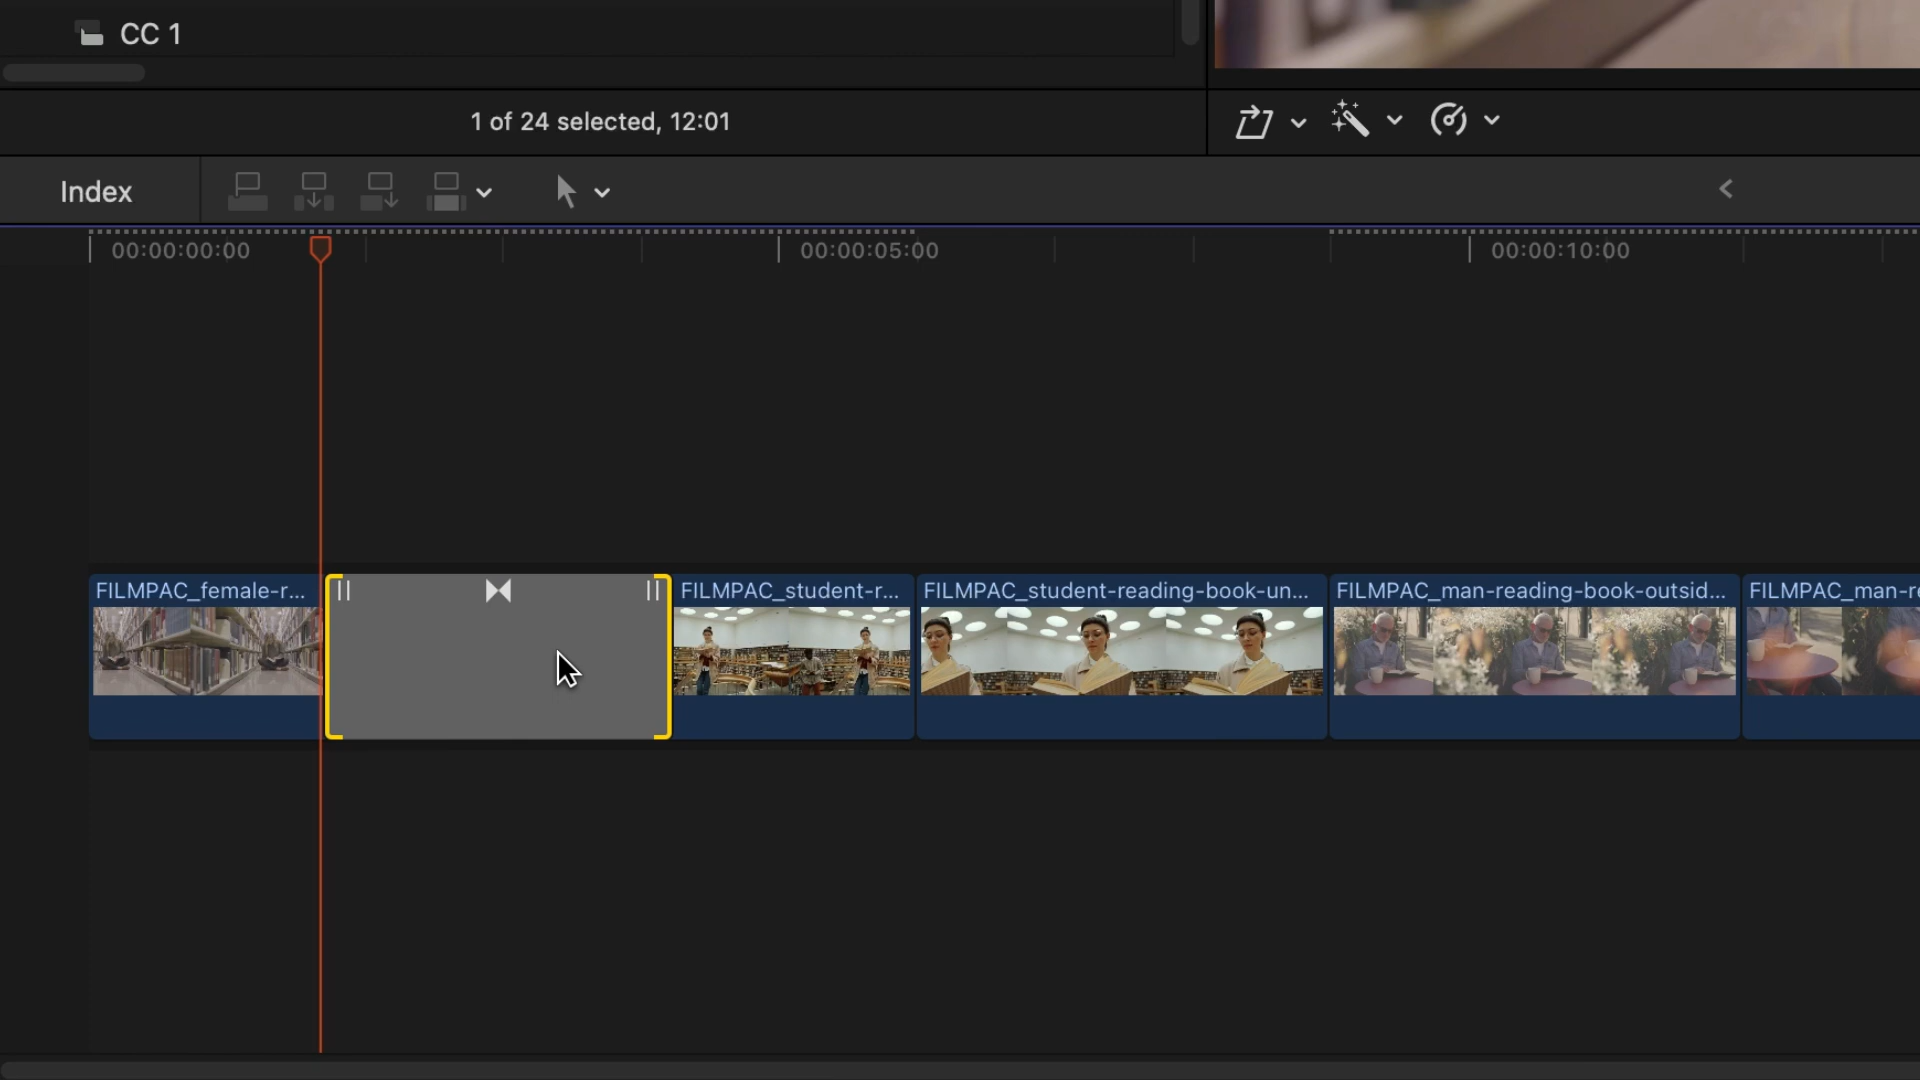 CC 1
1 of 24 selected, 12:01
Index
00:00:00:00
00:00:05:00
00:00:10:00
FILMPAC_female-r...
FILMPAC_student-r...
FILMPAC_student-reading-book-un...
FILMPAC_man-reading-book-outsid...
FILMPAC_man-re